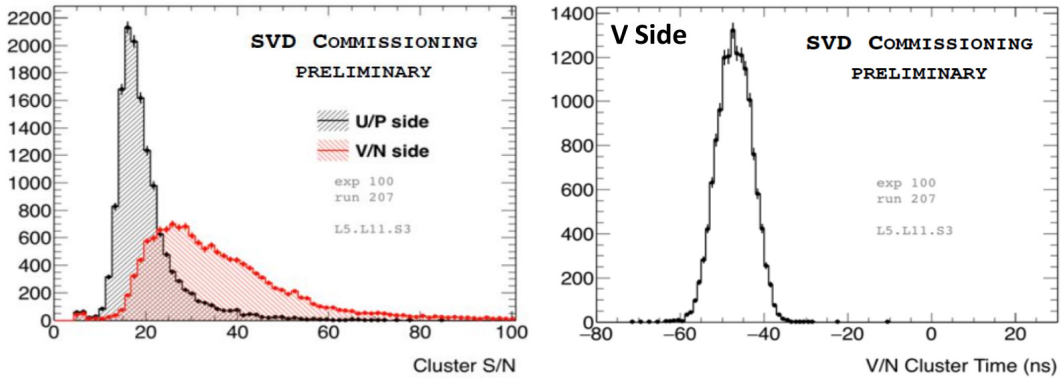 2200
2000
1800
1600
1400
1200
1000
800
600
400
200
0
0 20 40 60 80 100
Cluster S/N
SVD COMMISSIONING
PRELIMINARY
U/P side
V/N side
exp 100
run 207
L5.L11.S3
1400
1200
1000
800
600
400
200
0
−80 −60 −40 −20 0 20
V/N Cluster Time (ns)
V Side
SVD COMMISSIONING
PRELIMINARY
exp 100
run 207
L5.L11.S3